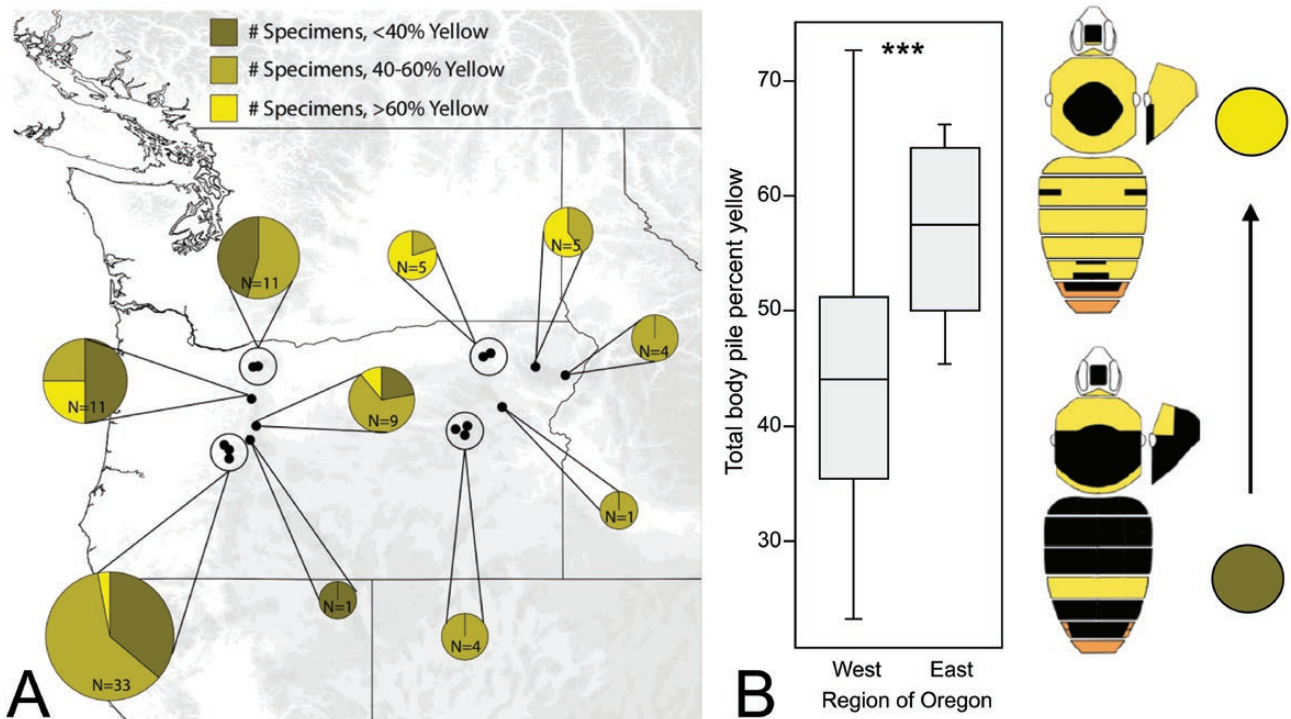 # Specimens, <40% Yellow
# Specimens, 40-60% Yellow
# Specimens, >60% Yellow
N=11
N=5
N=5
N=4
N=11
N=9
N=1
N=33
N=1
N=4
A
Total body pile percent yellow
70
60
50
40
30
***
West
East
Region of Oregon
B